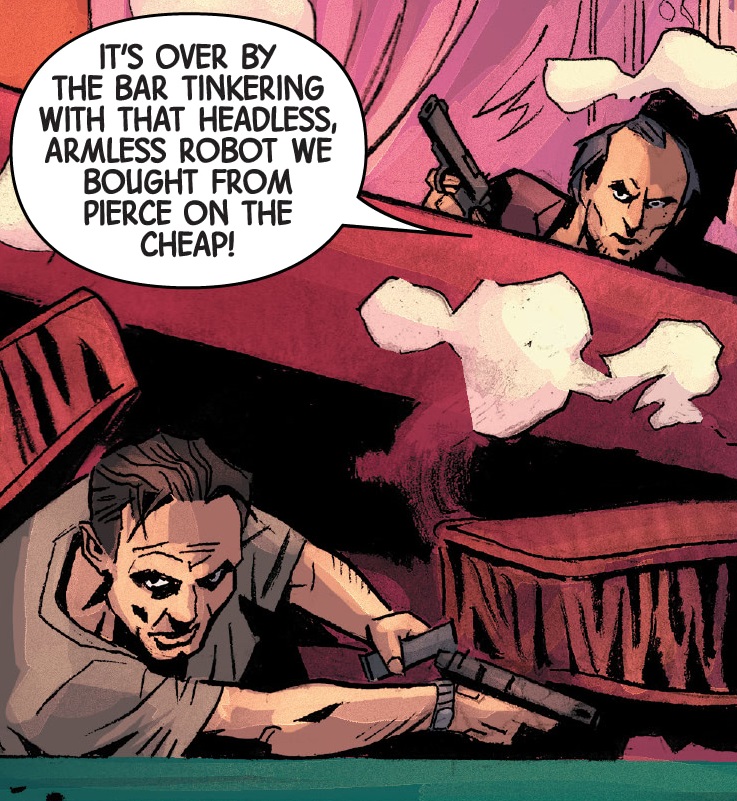 IT'S OVER BY
THE BAR TINKERING
WITH THAT HEADLESS,
ARMLESS ROBOT WE
BOUGHT FROM
PIERCE ON THE
CHEAP!